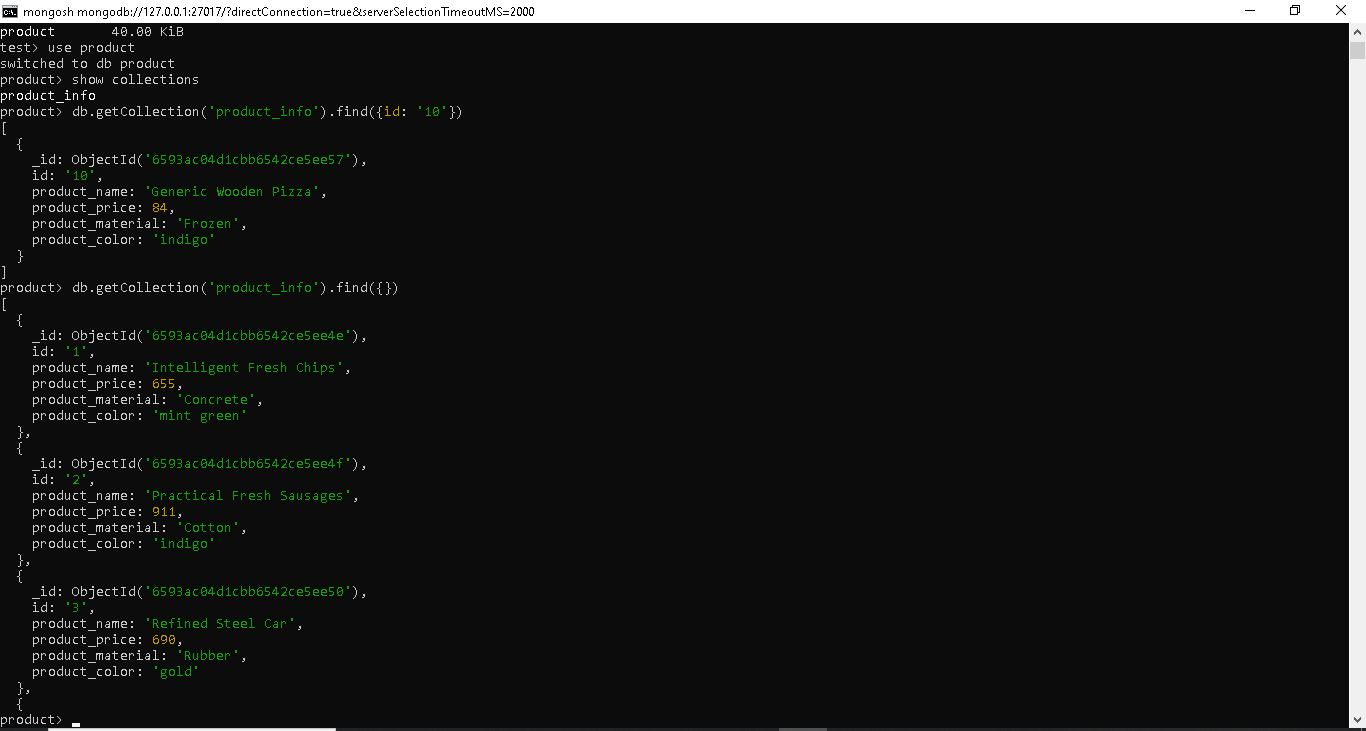 mongosh mongodb://127.0.0.1:27017/?directConnection=true&serverSelectionTimeoutMS=2000
product       40.00 KiB
test> use product
switched to db product
product> show collections
product_info
product> db.getCollection('product_info').find({id: '10'})
[
  {
    _id: ObjectId('6593ac04d1cbb6542ce5ee57'),
    id: '10',
    product_name: 'Generic Wooden Pizza',
    product_price: 84,
    product_material: 'Frozen',
    product_color: 'indigo'
  }
]
product> db.getCollection('product_info').find({})
[
  {
    _id: ObjectId('6593ac04d1cbb6542ce5ee4e'),
    id: '1',
    product_name: 'Intelligent Fresh Chips',
    product_price: 655,
    product_material: 'Concrete',
    product_color: 'mint green'
  },
  {
    _id: ObjectId('6593ac04d1cbb6542ce5ee4f'),
    id: '2',
    product_name: 'Practical Fresh Sausages',
    product_price: 911,
    product_material: 'Cotton',
    product_color: 'indigo'
  },
  {
    _id: ObjectId('6593ac04d1cbb6542ce5ee50'),
    id: '3',
    product_name: 'Refined Steel Car',
    product_price: 690,
    product_material: 'Rubber',
    product_color: 'gold'
  },
  {
product>